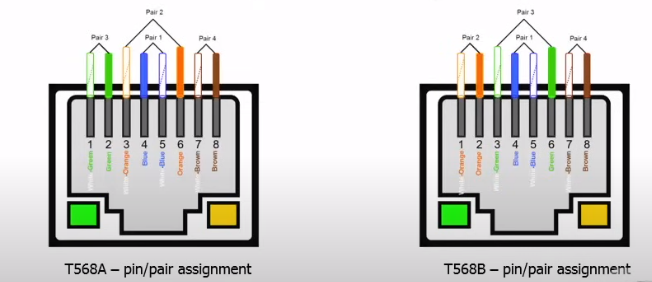 Pair 2
Pair 3 Pair 1 Pair 4
1 2 3 4 5 6 7 8
White-Green Green White-Orange Blue White-Blue Orange White-Brown Brown
T568A – pin/pair assignment
Pair 3
Pair 2 Pair 1 Pair 4
1 2 3 4 5 6 7 8
White-Orange Orange White-Green Blue White-Blue Green White-Brown Brown
T568B – pin/pair assignment